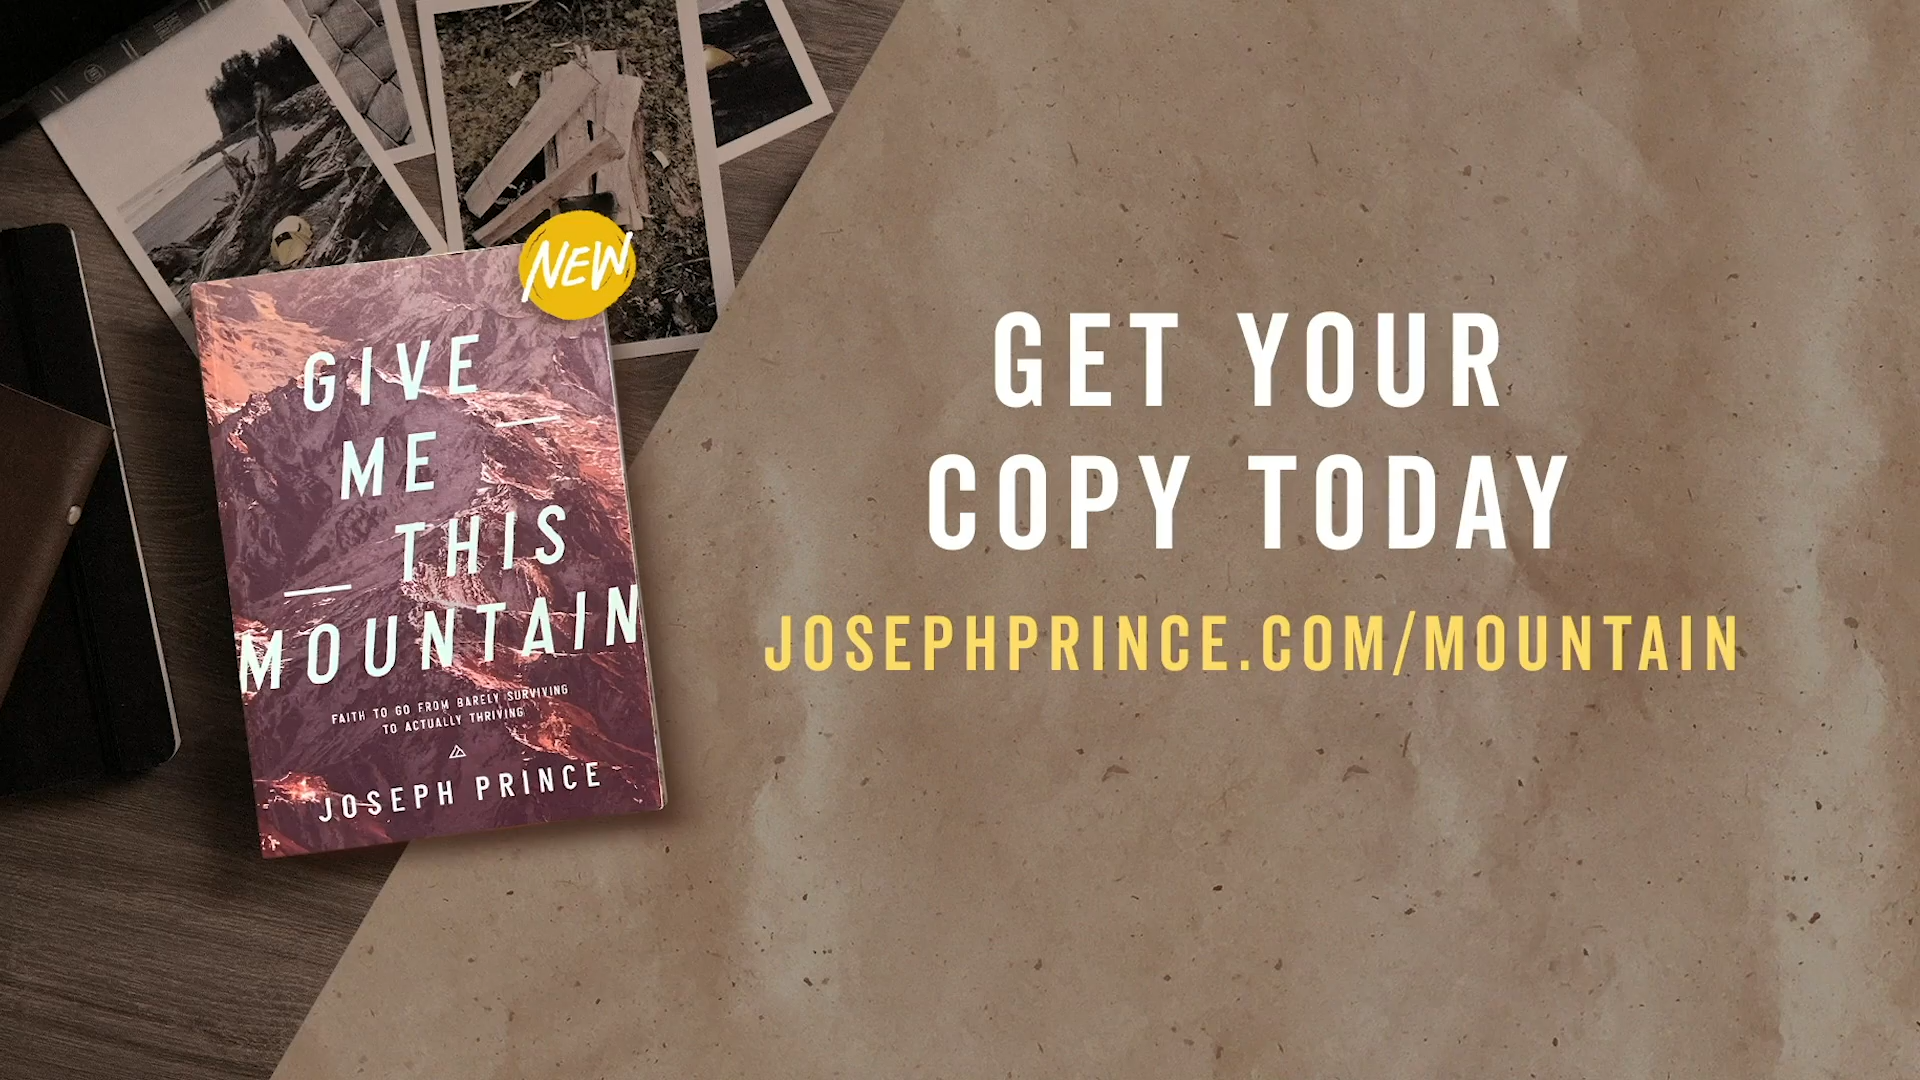 NEW
GIVE
ME
THIS
MOUNTAIN
FAITH TO GO FROM BARELY SURVIVING
TO ACTUALLY THRIVING
JOSEPH PRINCE
GET YOUR
COPY TODAY
JOSEPHPRINCE.COM/MOUNTAIN